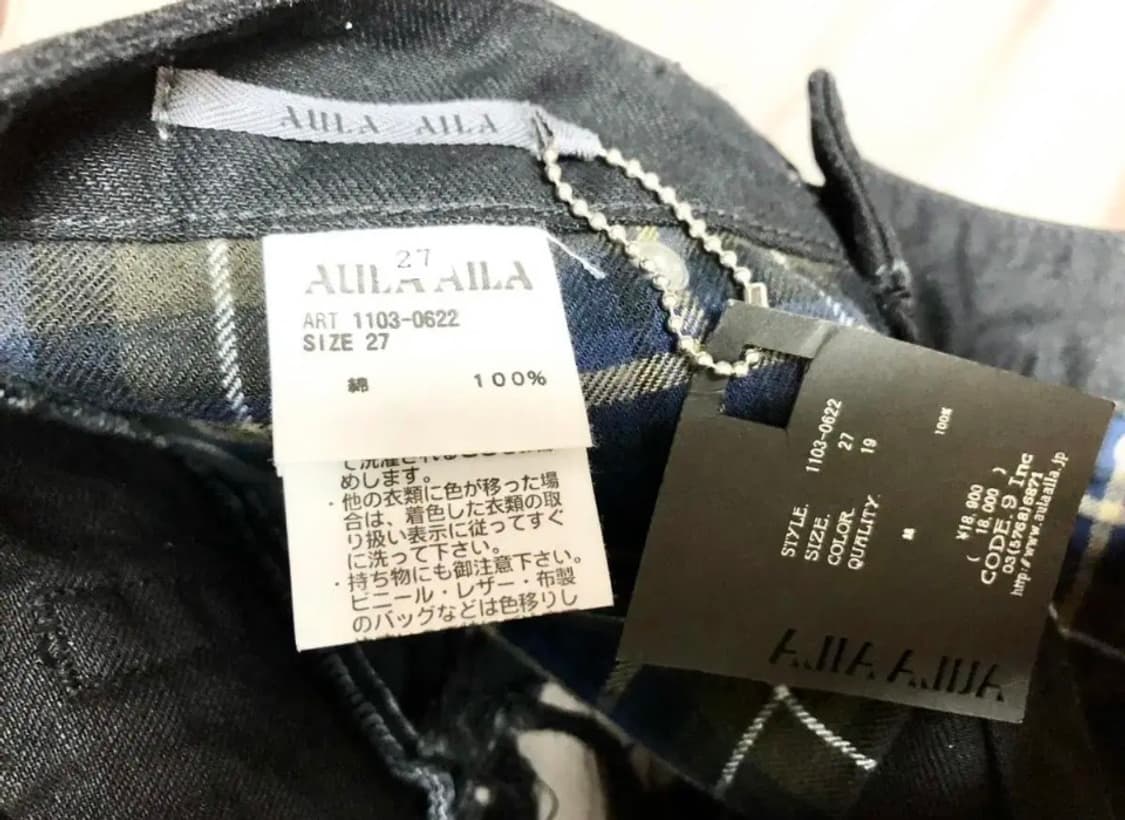 AULA AILA
27
AULA AILA
ART 1103-0622
SIZE 27
綿 100%
めします。
・他の衣類に色が移った場
合は、着色した衣類の取
り扱い表示に従ってすぐ
に洗って下さい。
・持ち物にも御注意下さい。
ビニール・レザー・布製
のバッグなどは色移りし
STYLE. 1103-0622
SIZE. 27
COLOR. 19
QUALITY.
綿 100%
¥18,900
( 18,000 )
CODE 9 Inc
03(5768)6871
http://www.aulaaila.jp
AULA AILA